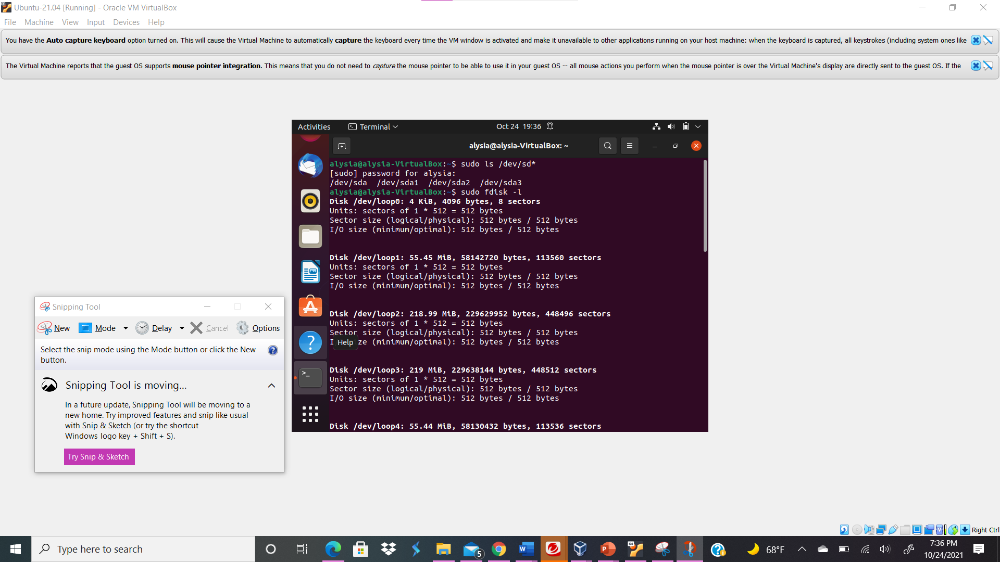 Ubuntu-21.04 [Running] - Oracle VM VirtualBox
File Machine View Input Devices Help
You have the Auto capture keyboard option turned on. This will cause the Virtual Machine to automatically capture the keyboard every time the VM window is activated and make it unavailable to other applications running on your host machine: when the keyboard is captured, all keystrokes (including system ones like
The Virtual Machine reports that the guest OS supports mouse pointer integration. This means that you do not need to capture the mouse pointer to be able to use it in your guest OS -- all mouse actions you perform when the mouse pointer is over the Virtual Machine's display are directly sent to the guest OS. If the
Activities Terminal Oct 24 19:36
alysia@alysia-VirtualBox: ~
alysia@alysia-VirtualBox:~$ sudo ls /dev/sd*
[sudo] password for alysia:
/dev/sda /dev/sda1 /dev/sda2 /dev/sda3
alysia@alysia-VirtualBox:~$ sudo fdisk -l
Disk /dev/loop0: 4 KiB, 4096 bytes, 8 sectors
Units: sectors of 1 * 512 = 512 bytes
Sector size (logical/physical): 512 bytes / 512 bytes
I/O size (minimum/optimal): 512 bytes / 512 bytes
Disk /dev/loop1: 55.45 MiB, 58142720 bytes, 113560 sectors
Units: sectors of 1 * 512 = 512 bytes
Sector size (logical/physical): 512 bytes / 512 bytes
I/O size (minimum/optimal): 512 bytes / 512 bytes
Disk /dev/loop2: 218.99 MiB, 229629952 bytes, 448496 sectors
Units: sectors of 1 * 512 = 512 bytes
Sector size (logical/physical): 512 bytes / 512 bytes
I Help ze (minimum/optimal): 512 bytes / 512 bytes
Disk /dev/loop3: 219 MiB, 229638144 bytes, 448512 sectors
Units: sectors of 1 * 512 = 512 bytes
Sector size (logical/physical): 512 bytes / 512 bytes
I/O size (minimum/optimal): 512 bytes / 512 bytes
Disk /dev/loop4: 55.44 MiB, 58130432 bytes, 113536 sectors
Snipping Tool
New Mode Delay Cancel Options
Select the snip mode using the Mode button or click the New
button.
Snipping Tool is moving...
In a future update, Snipping Tool will be moving to a
new home. Try improved features and snip like usual
with Snip & Sketch (or try the shortcut
Windows logo key + Shift + S).
Try Snip & Sketch
Right Ctrl
Type here to search
5
68°F
7:36 PM
10/24/2021